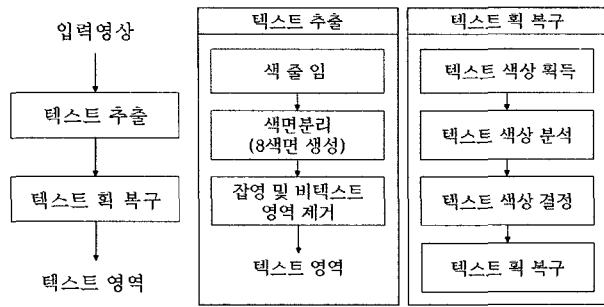 입력영상
텍스트 추출
텍스트 획 복구
텍스트 영역
텍스트 추출
색 줄 임
색면분리
(8색면 생성)
잡영 및 비텍스트
영역 제거
텍스트 영역
텍스트 획 복구
텍스트 색상 획득
텍스트 색상 분석
텍스트 색상 결정
텍스트 획 복구